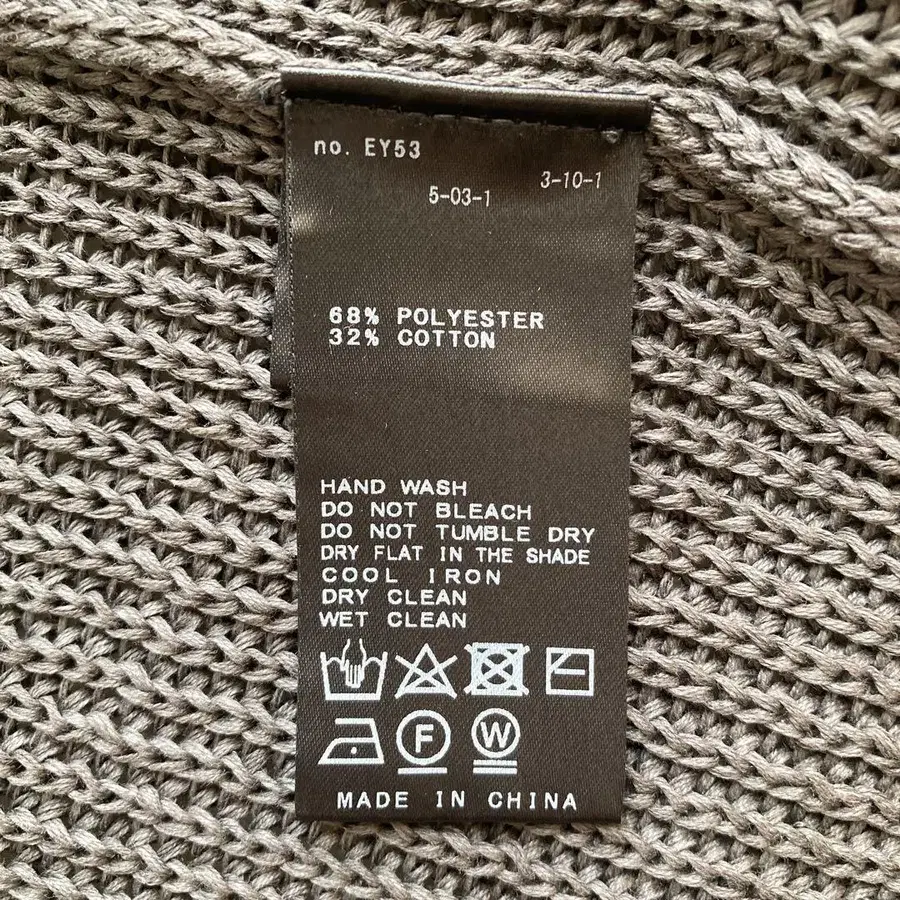 no. EY53
3-10-1
5-03-1
68% POLYESTER
32% COTTON
HAND WASH
DO NOT BLEACH
DO NOT TUMBLE DRY
DRY FLAT IN THE SHADE
COOL IRON
DRY CLEAN
WET CLEAN
F W
MADE IN CHINA